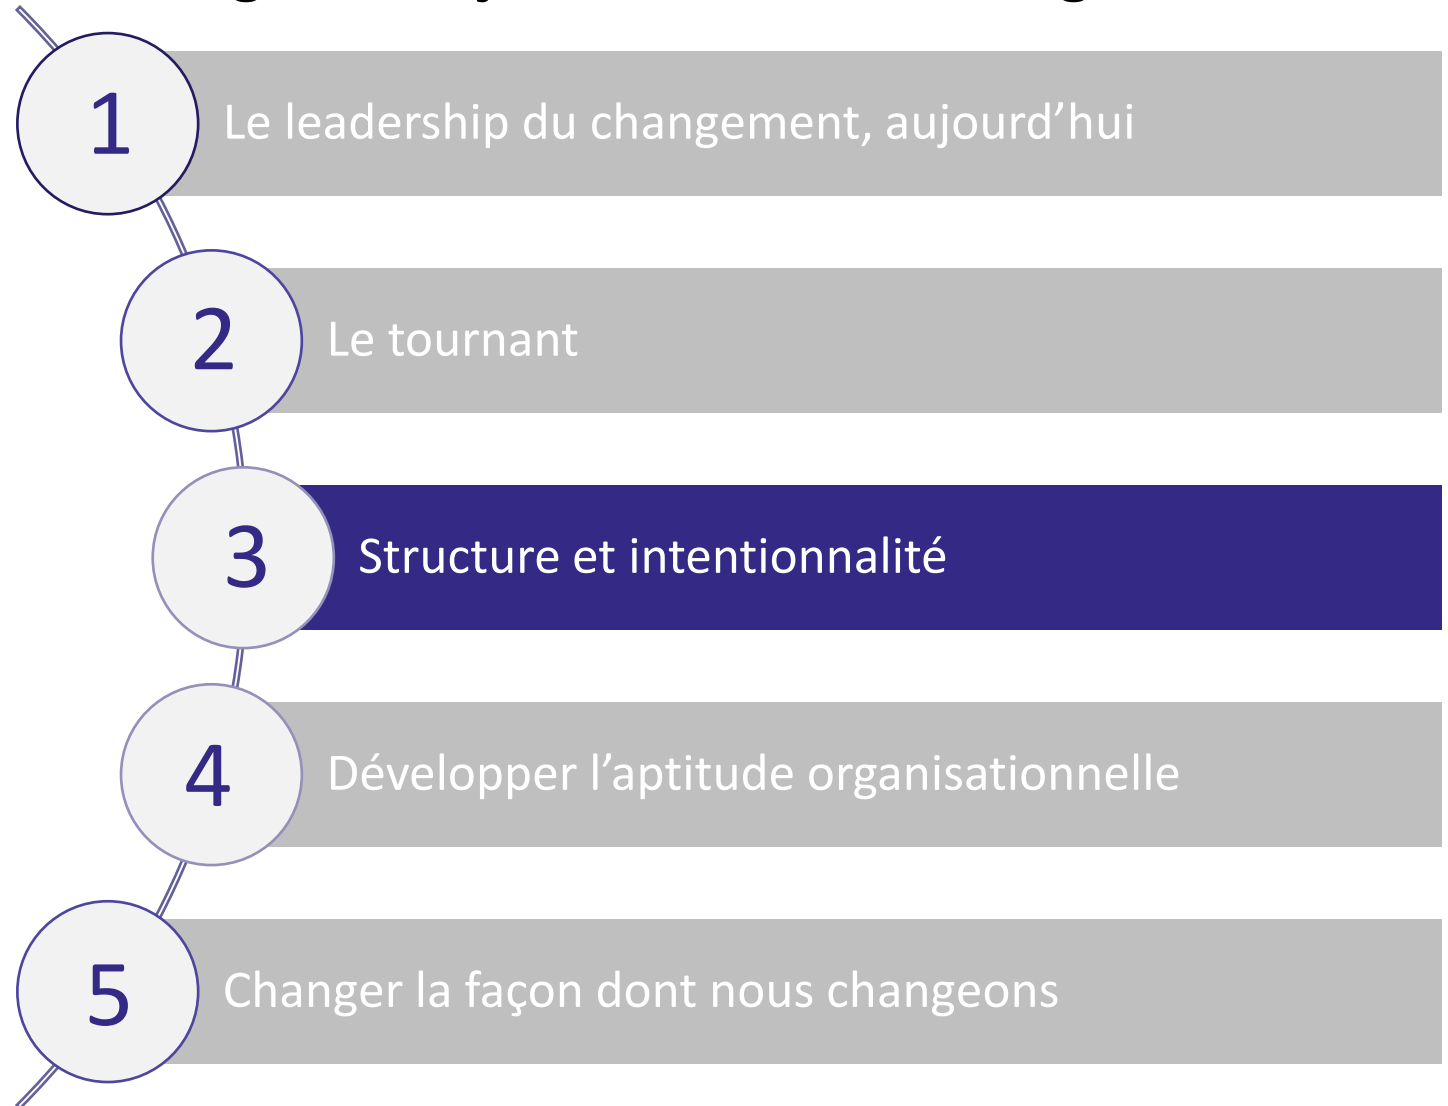 1
Le leadership du changement, aujourd’hui
2
Le tournant
3
Structure et intentionnalité
4
Développer l’aptitude organisationnelle
5
Changer la façon dont nous changeons